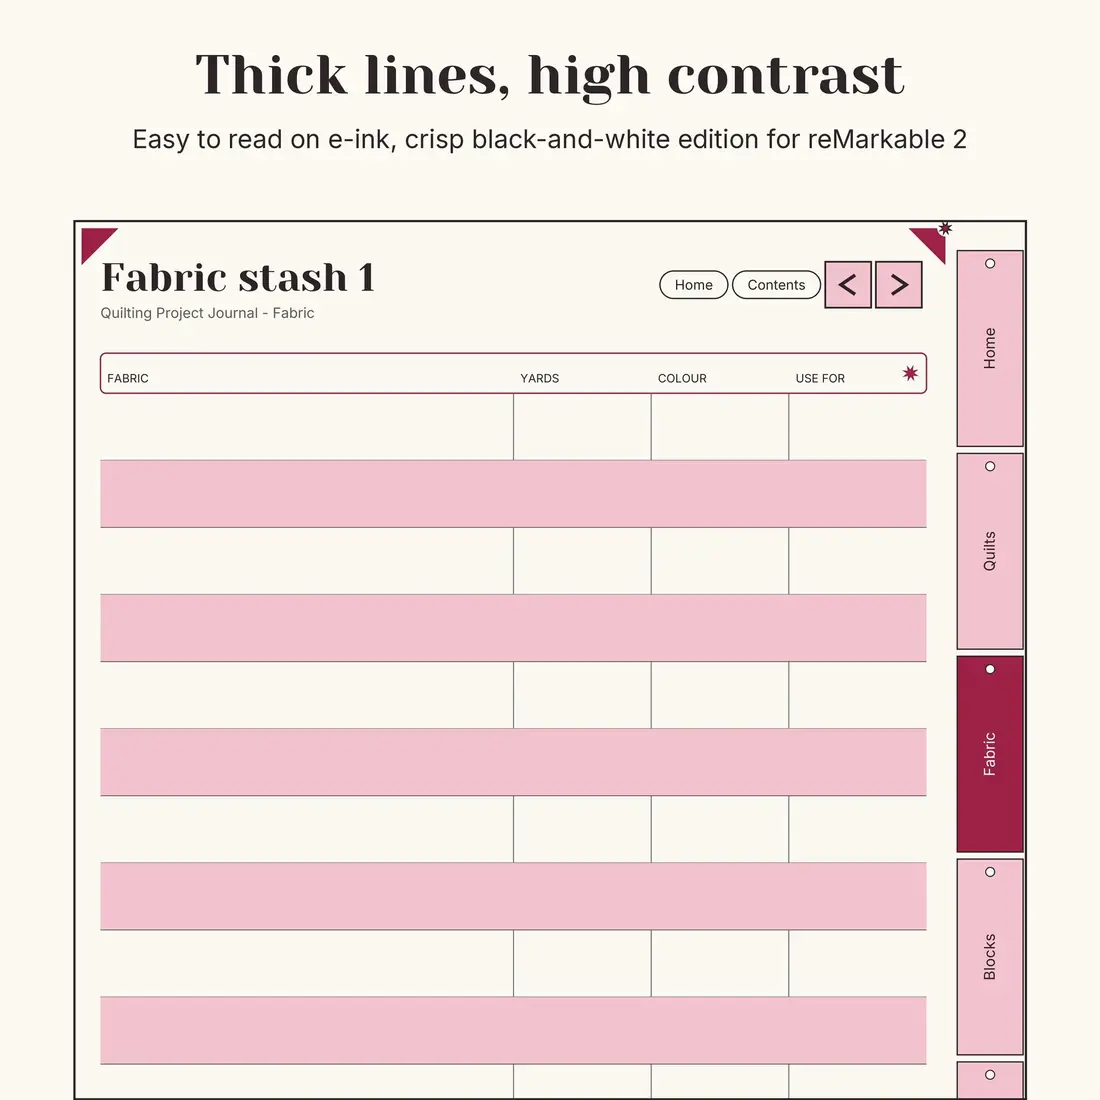 Thick lines, high contrast
Easy to read on e-ink, crisp black-and-white edition for reMarkable 2
Fabric stash 1
Quilting Project Journal - Fabric
Home
Contents
FABRIC
YARDS
COLOUR
USE FOR
Home
Quilts
Fabric
Blocks